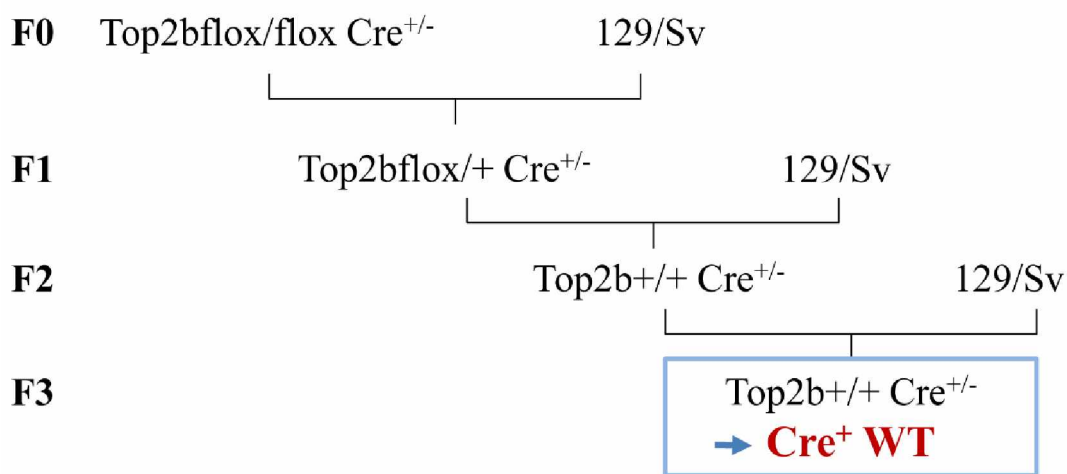 F0 Top2bflox/flox Cre+/- 129/Sv
F1 Top2bflox/+ Cre+/- 129/Sv
F2 Top2b+/+ Cre+/- 129/Sv
F3 Top2b+/+ Cre+/-
Cre+ WT